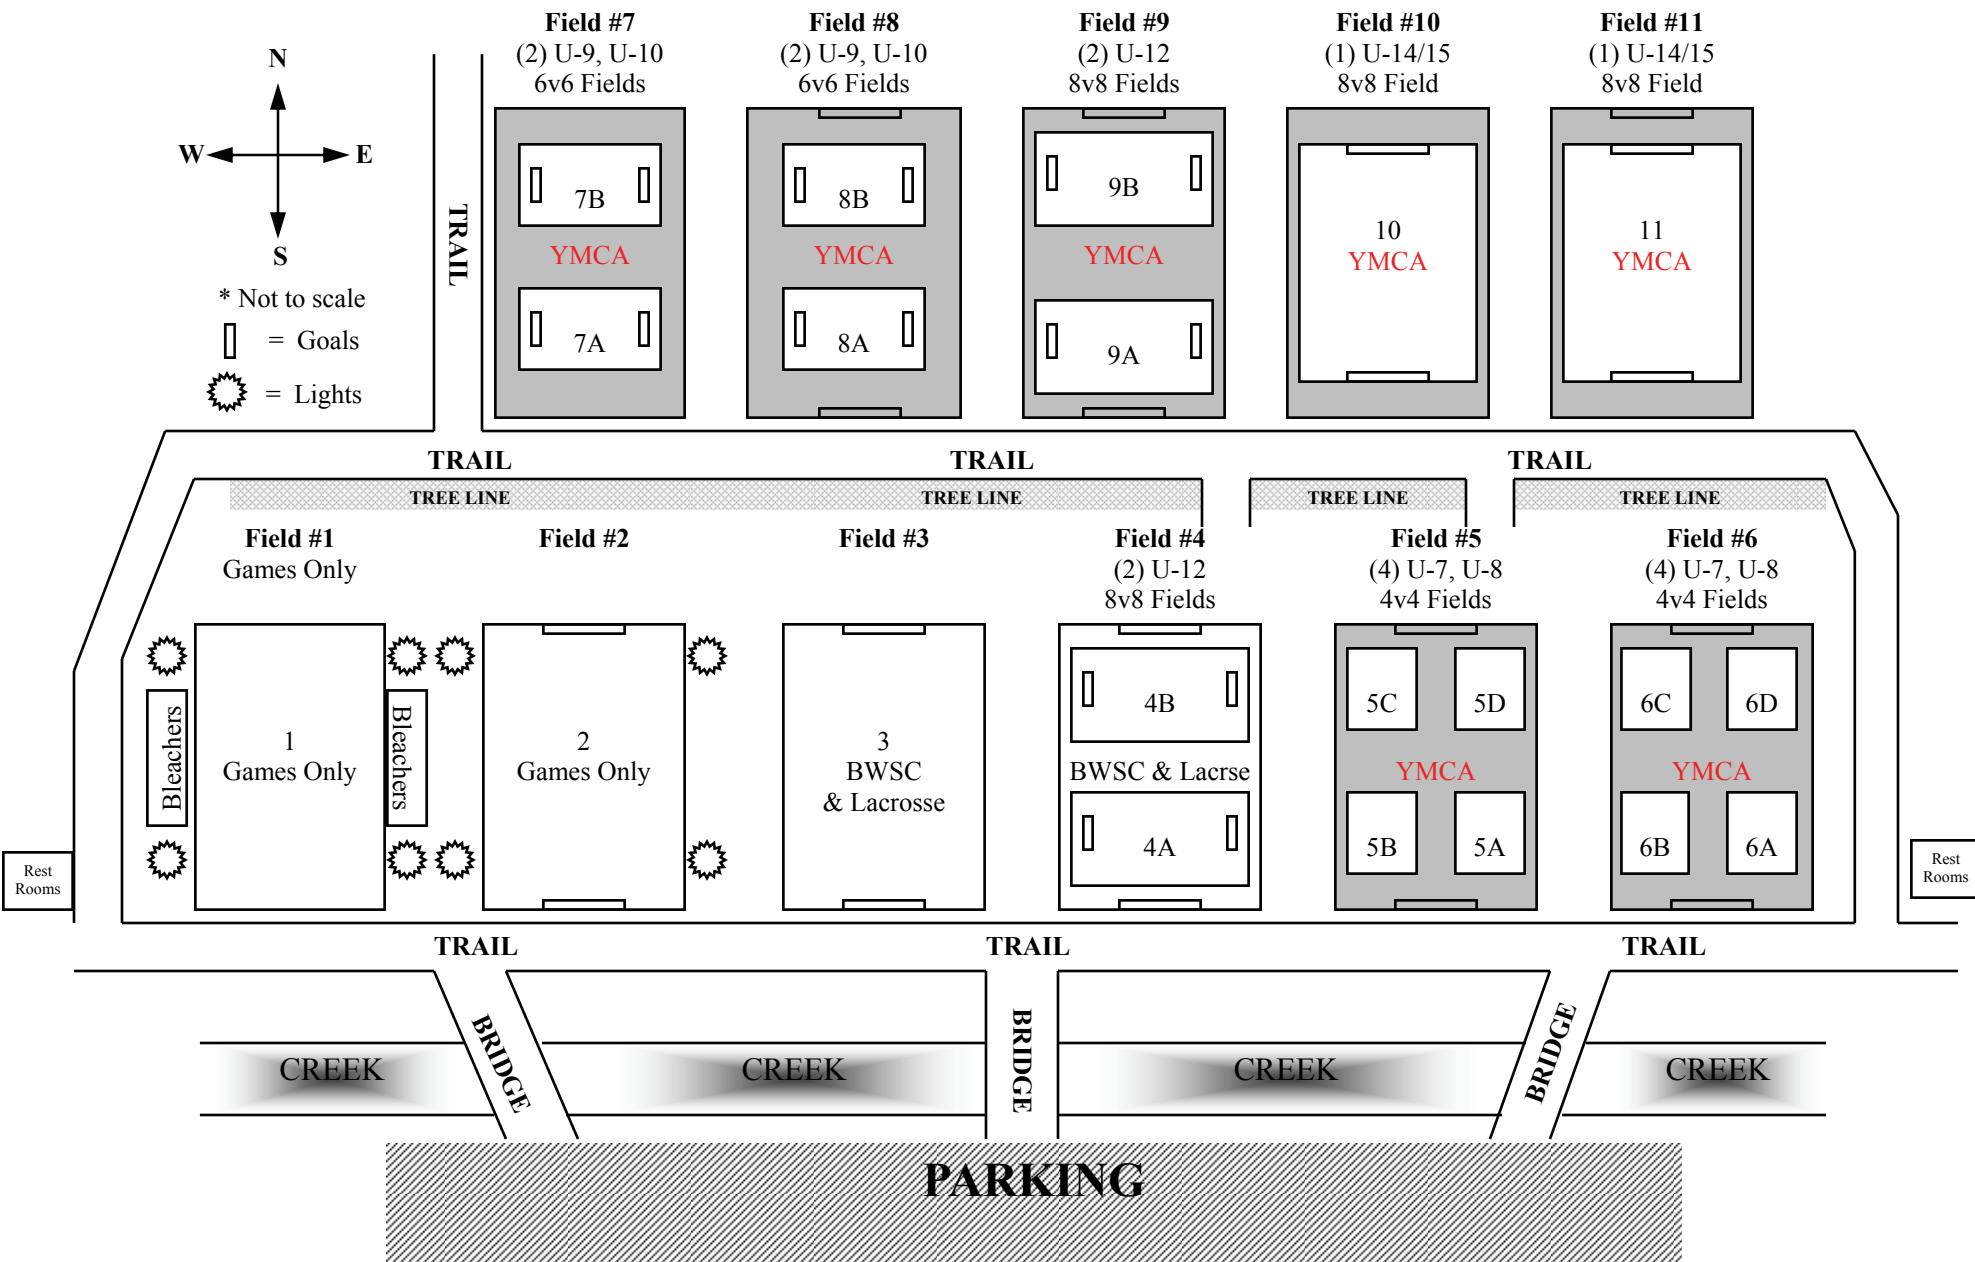 Field #7
(2) U-9, U-10
6v6 Fields
Field #8
(2) U-9, U-10
6v6 Fields
Field #9
(2) U-12
8v8 Fields
Field #10
(1) U-14/15
8v8 Field
Field #11
(1) U-14/15
8v8 Field
N
W
E
S
* Not to scale
= Goals
= Lights
TRAIL
7B
YMCA
7A
8B
YMCA
8A
9B
YMCA
9A
10
YMCA
11
YMCA
TRAIL
TRAIL
TRAIL
TREE LINE
TREE LINE
TREE LINE
TREE LINE
Field #1
Games Only
Field #2
Field #3
Field #4
(2) U-12
8v8 Fields
Field #5
(4) U-7, U-8
4v4 Fields
Field #6
(4) U-7, U-8
4v4 Fields
Bleachers
1
Games Only
Bleachers
2
Games Only
3
BWSC
& Lacrosse
4B
BWSC & Lacrse
4A
5C
5D
YMCA
5B
5A
6C
6D
YMCA
6B
6A
Rest
Rooms
Rest
Rooms
TRAIL
TRAIL
TRAIL
BRIDGE
BRIDGE
BRIDGE
CREEK
CREEK
CREEK
CREEK
PARKING